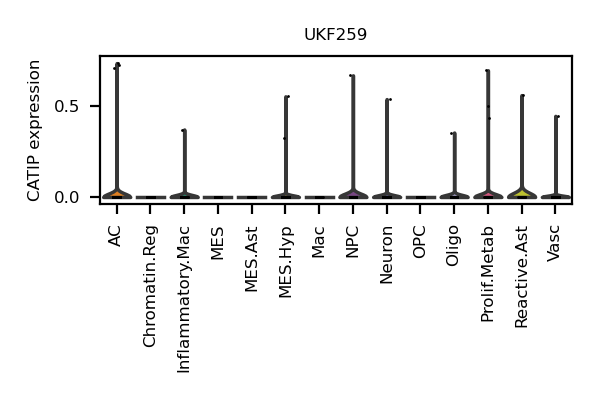 UKF259
CATIP expression
0.5
0.0
AC
Chromatin.Reg
Inflammatory.Mac
MES
MES.Ast
MES.Hyp
Mac
NPC
Neuron
OPC
Oligo
Prolif.Metab
Reactive.Ast
Vasc